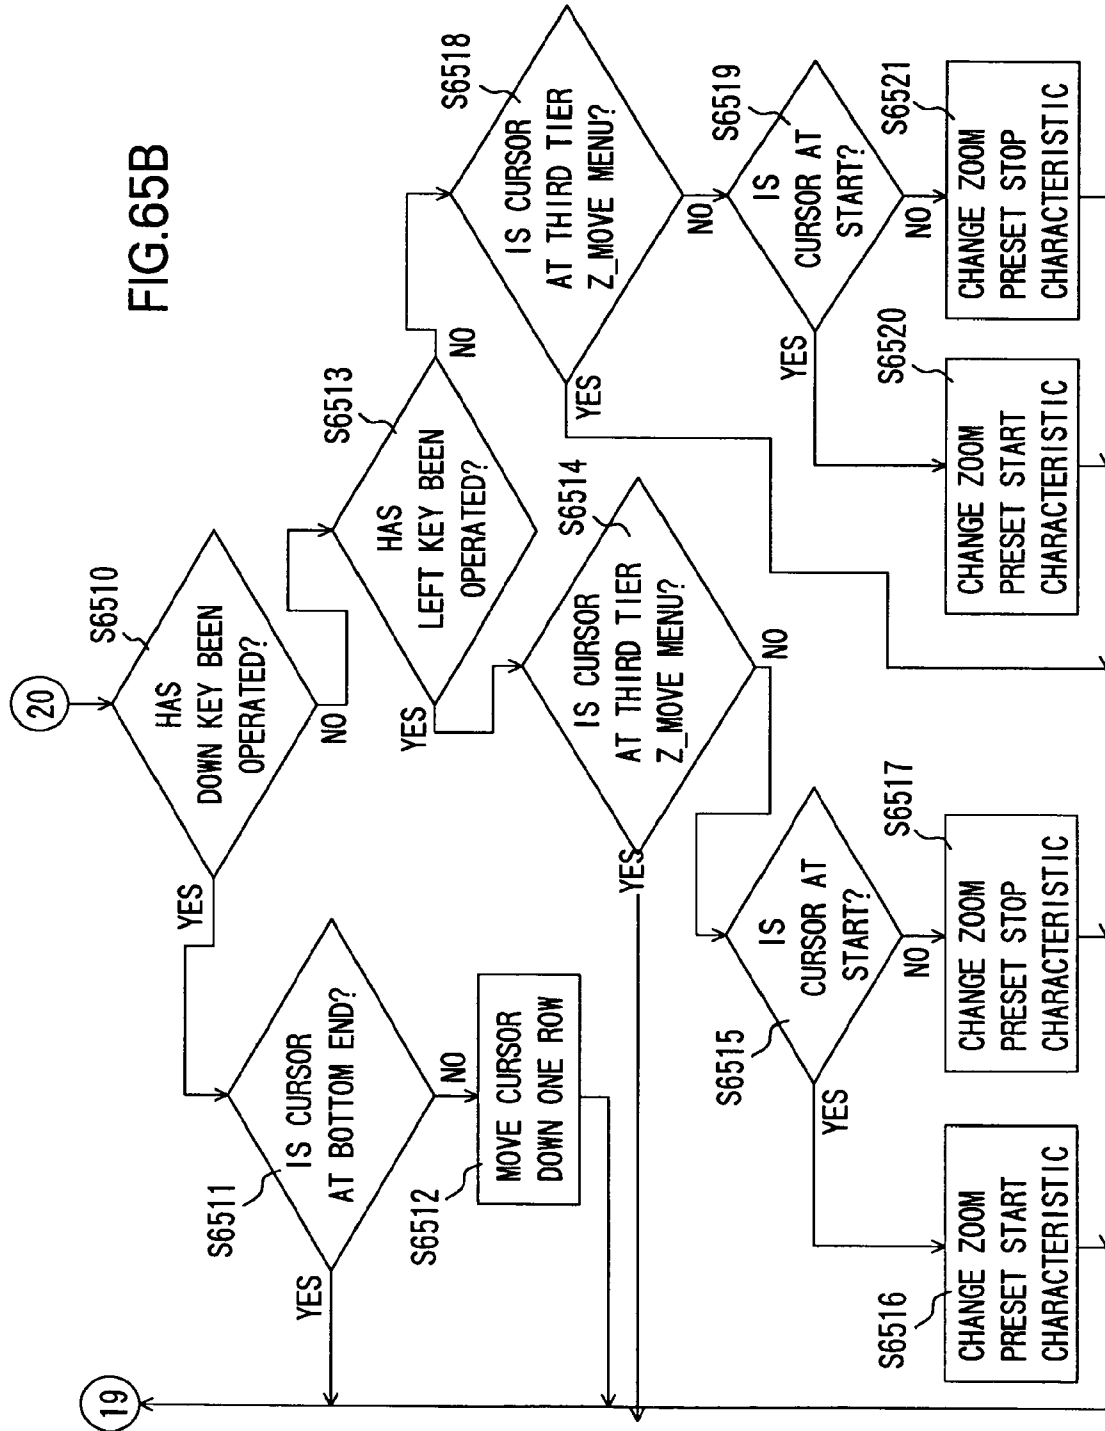 FIG.65B
20
S6510
HAS
DOWN KEY BEEN
OPERATED?
YES
NO
S6511
IS CURSOR
AT BOTTOM END?
YES
NO
S6512
MOVE CURSOR
DOWN ONE ROW
19
S6513
HAS
LEFT KEY BEEN
OPERATED?
YES
NO
S6514
IS CURSOR
AT THIRD TIER
Z_MOVE MENU?
YES
NO
S6515
IS
CURSOR AT
START?
YES
NO
S6516
CHANGE ZOOM
PRESET START
CHARACTERISTIC
S6517
CHANGE ZOOM
PRESET STOP
CHARACTERISTIC
S6518
IS CURSOR
AT THIRD TIER
Z_MOVE MENU?
YES
NO
S6519
IS
CURSOR AT
START?
YES
NO
S6520
CHANGE ZOOM
PRESET START
CHARACTERISTIC
S6521
CHANGE ZOOM
PRESET STOP
CHARACTERISTIC